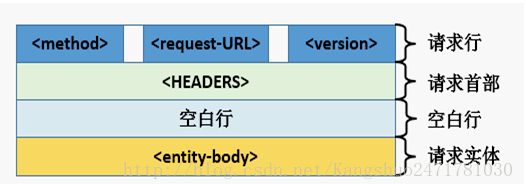 <method> <request-URL> <version> 请求行
<HEADERS> 请求首部
空白行 空白行
<entity-body> 请求实体